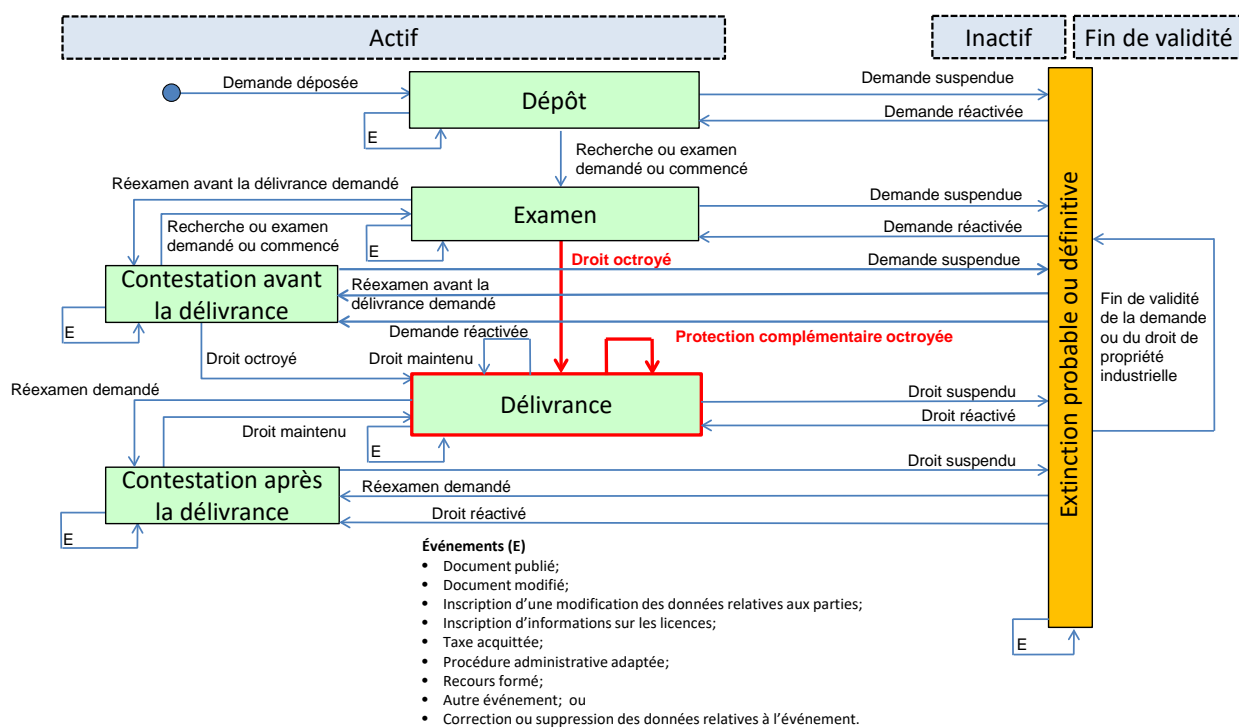 Actif
Inactif
Fin de validité
Demande déposée
Dépôt
Demande suspendue
Demande réactivée
E
Recherche ou examen
demandé ou commencé
Réexamen avant la délivrance demandé
Examen
Demande suspendue
Demande réactivée
Recherche ou examen
demandé ou commencé
E
Droit octroyé
Demande suspendue
Contestation avant
la délivrance
Réexamen avant la
délivrance demandé
E
Demande réactivée
Droit octroyé
Droit maintenu
Protection complémentaire octroyée
Fin de validité
de la demande
ou du droit de
propriété
industrielle
Extinction probable ou définitive
Réexamen demandé
Délivrance
Droit suspendu
Droit réactivé
Droit maintenu
E
Droit suspendu
Contestation après
la délivrance
Réexamen demandé
Droit réactivé
E
Événements (E)
• Document publié;
• Document modifié;
• Inscription d’une modification des données relatives aux parties;
• Inscription d’informations sur les licences;
• Taxe acquittée;
• Procédure administrative adaptée;
• Recours formé;
• Autre événement; ou
• Correction ou suppression des données relatives à l’événement.
E